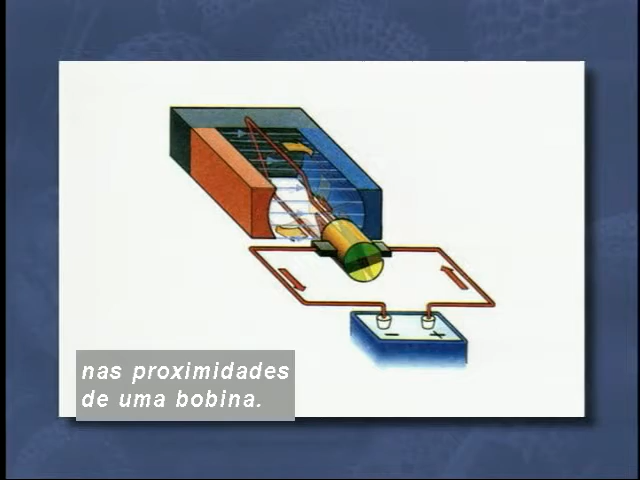 - +
nas proximidades
de uma bobina.